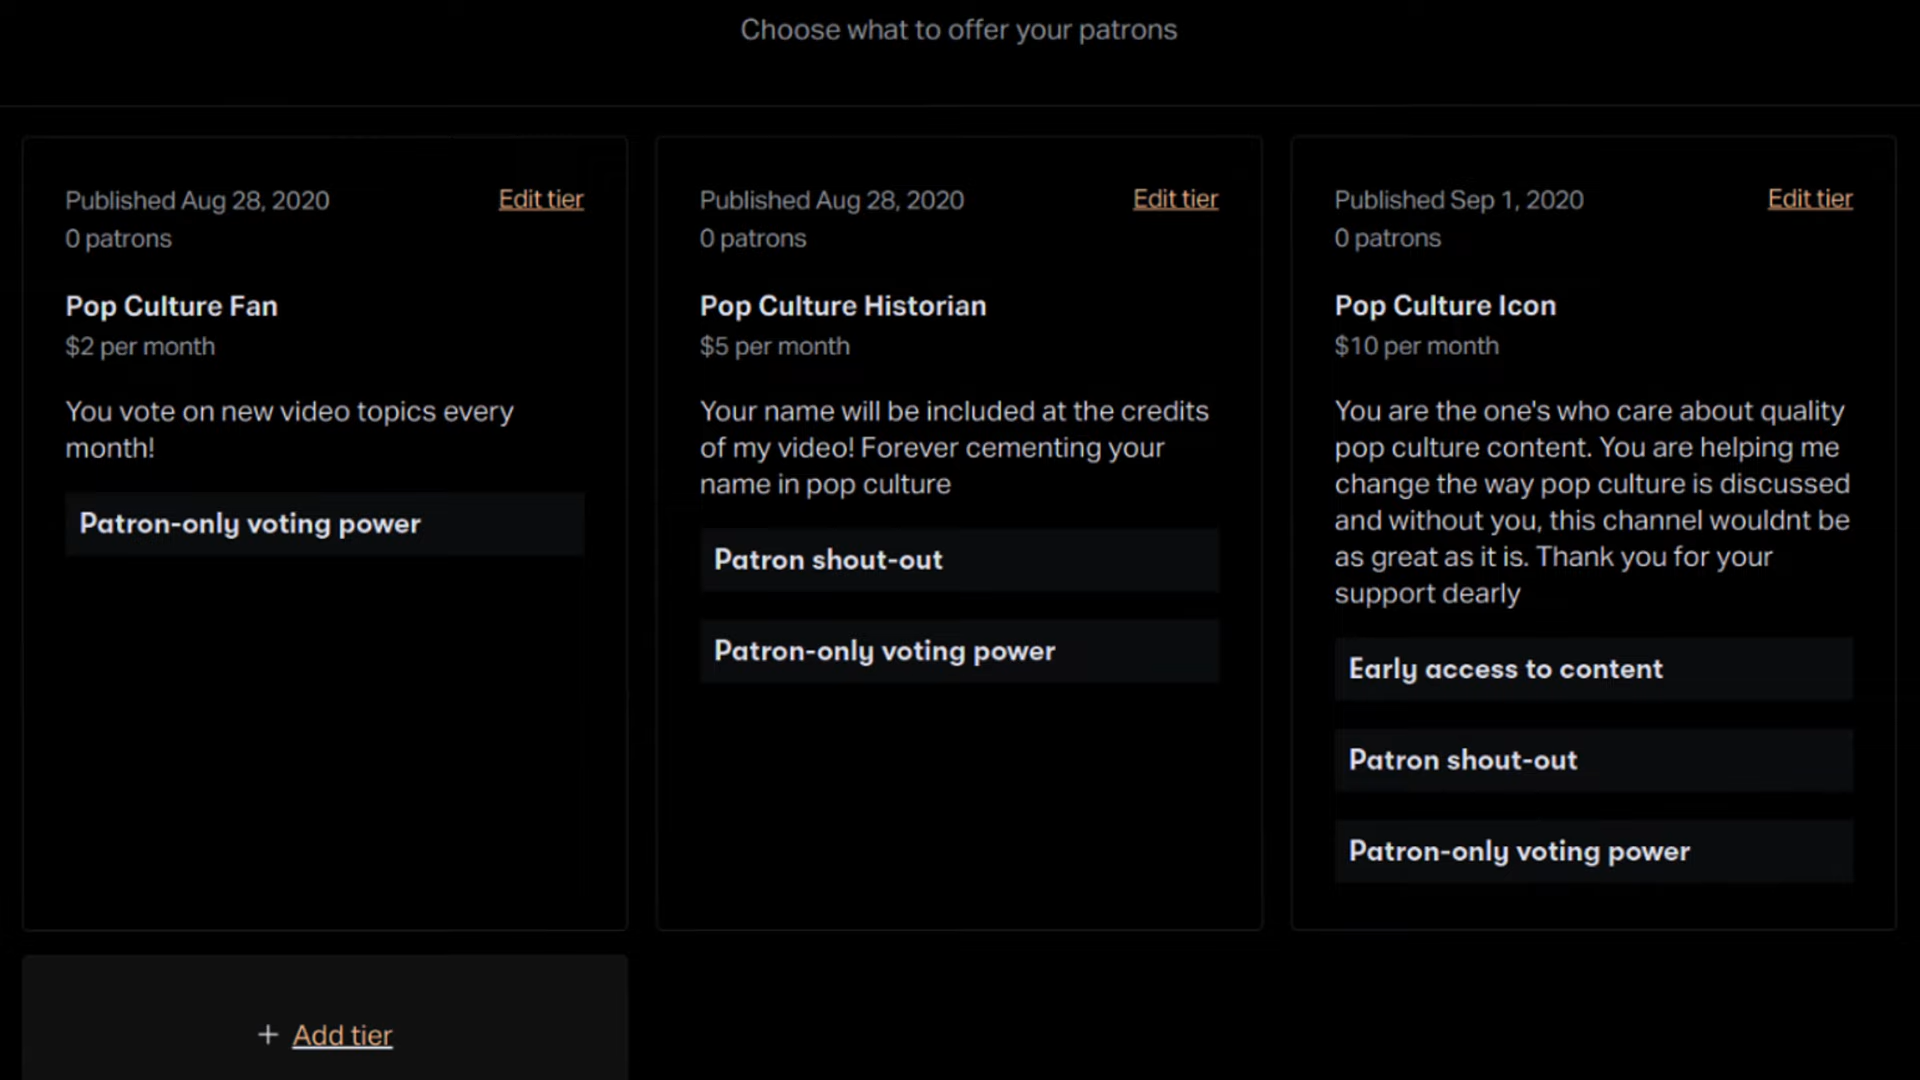 Choose what to offer your patrons
Published Aug 28, 2020
Edit tier
0 patrons
Pop Culture Fan
$2 per month
You vote on new video topics every
month!
Patron-only voting power
Published Aug 28, 2020
Edit tier
0 patrons
Pop Culture Historian
$5 per month
Your name will be included at the credits
of my video! Forever cementing your
name in pop culture
Patron shout-out
Patron-only voting power
Published Sep 1, 2020
Edit tier
0 patrons
Pop Culture Icon
$10 per month
You are the one's who care about quality
pop culture content. You are helping me
change the way pop culture is discussed
and without you, this channel wouldnt be
as great as it is. Thank you for your
support dearly
Early access to content
Patron shout-out
Patron-only voting power
+ Add tier